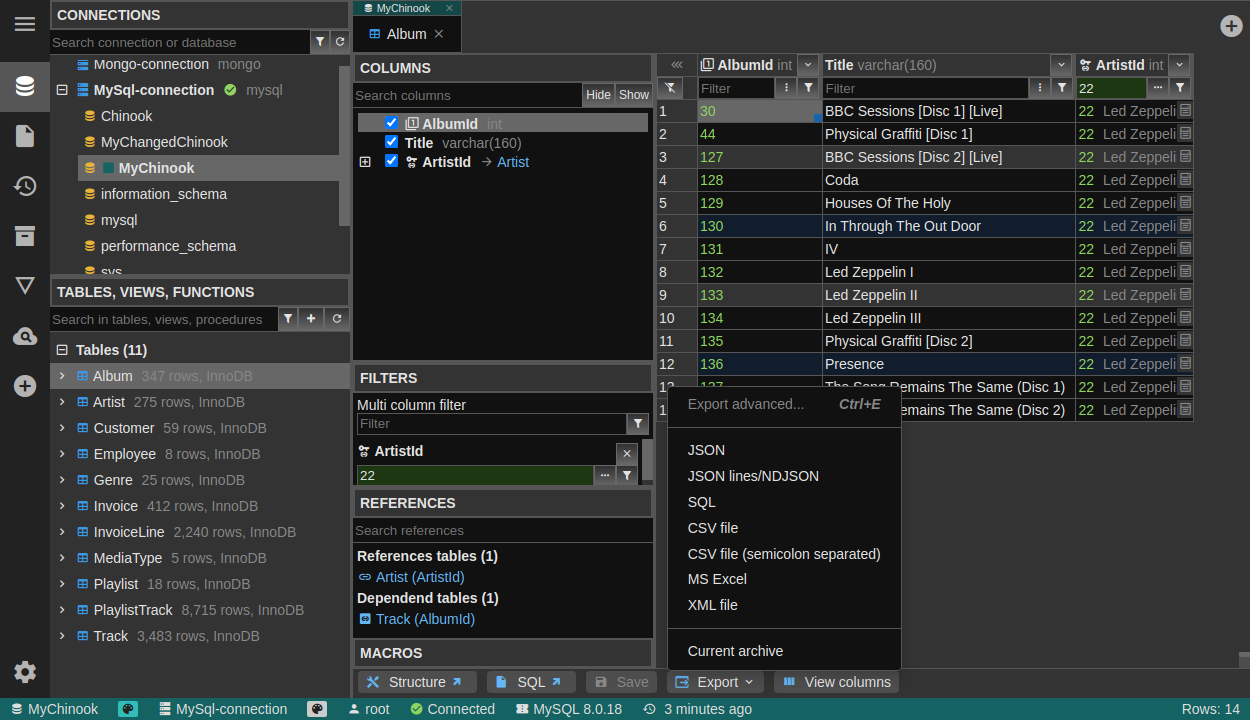 CONNECTIONS
Search connection or database
Mongo-connection mongo
MySql-connection mysql
Chinook
MyChangedChinook
MyChinook
information_schema
mysql
performance_schema
sys
TABLES, VIEWS, FUNCTIONS
Search in tables, views, procedures
Tables (11)
Album 347 rows, InnoDB
Artist 275 rows, InnoDB
Customer 59 rows, InnoDB
Employee 8 rows, InnoDB
Genre 25 rows, InnoDB
Invoice 412 rows, InnoDB
InvoiceLine 2,240 rows, InnoDB
MediaType 5 rows, InnoDB
Playlist 18 rows, InnoDB
PlaylistTrack 8,715 rows, InnoDB
Track 3,483 rows, InnoDB
MyChinook
Album
COLUMNS
Search columns Hide Show
AlbumId int
Title varchar(160)
ArtistId Artist
FILTERS
Multi column filter
Filter
ArtistId
22
REFERENCES
Search references
References tables (1)
Artist (ArtistId)
Dependend tables (1)
Track (AlbumId)
MACROS
AlbumId int Title varchar(160) ArtistId int
Filter Filter 22
1 30 BBC Sessions [Disc 1] [Live] 22 Led Zeppeli
2 44 Physical Graffiti [Disc 1] 22 Led Zeppeli
3 127 BBC Sessions [Disc 2] [Live] 22 Led Zeppeli
4 128 Coda 22 Led Zeppeli
5 129 Houses Of The Holy 22 Led Zeppeli
6 130 In Through The Out Door 22 Led Zeppeli
7 131 IV 22 Led Zeppeli
8 132 Led Zeppelin I 22 Led Zeppeli
9 133 Led Zeppelin II 22 Led Zeppeli
10 134 Led Zeppelin III 22 Led Zeppeli
11 135 Physical Graffiti [Disc 2] 22 Led Zeppeli
12 136 Presence 22 Led Zeppeli
13 137 The Song Remains The Same (Disc 1) 22 Led Zeppeli
emains The Same (Disc 2) 22 Led Zeppeli
Export advanced... Ctrl+E
JSON
JSON lines/NDJSON
SQL
CSV file
CSV file (semicolon separated)
MS Excel
XML file
Current archive
Structure SQL Save Export View columns
MyChinook MySql-connection root Connected MySQL 8.0.18 3 minutes ago Rows: 14